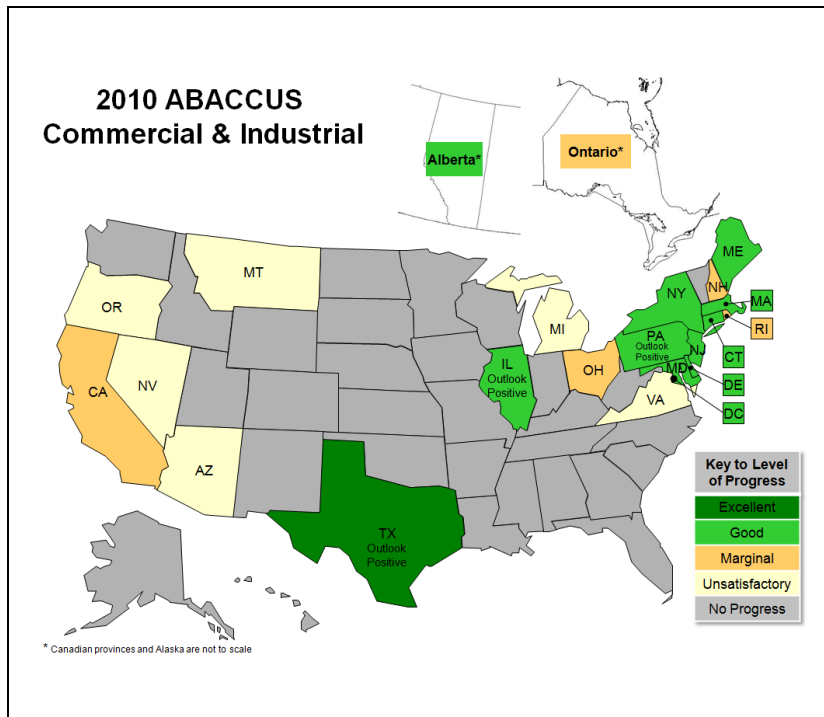 2010 ABACCUS
Commercial & Industrial
Alberta*
Ontario*
ME
MT
OR
NH
NY
MA
MI
RI
PA
Outlook
Positive
NJ
CT
IL
Outlook
Positive
OH
MD
NV
CA
DE
VA
DC
AZ
Key to Level
of Progress
Excellent
Good
Marginal
Unsatisfactory
No Progress
TX
Outlook
Positive
* Canadian provinces and Alaska are not to scale